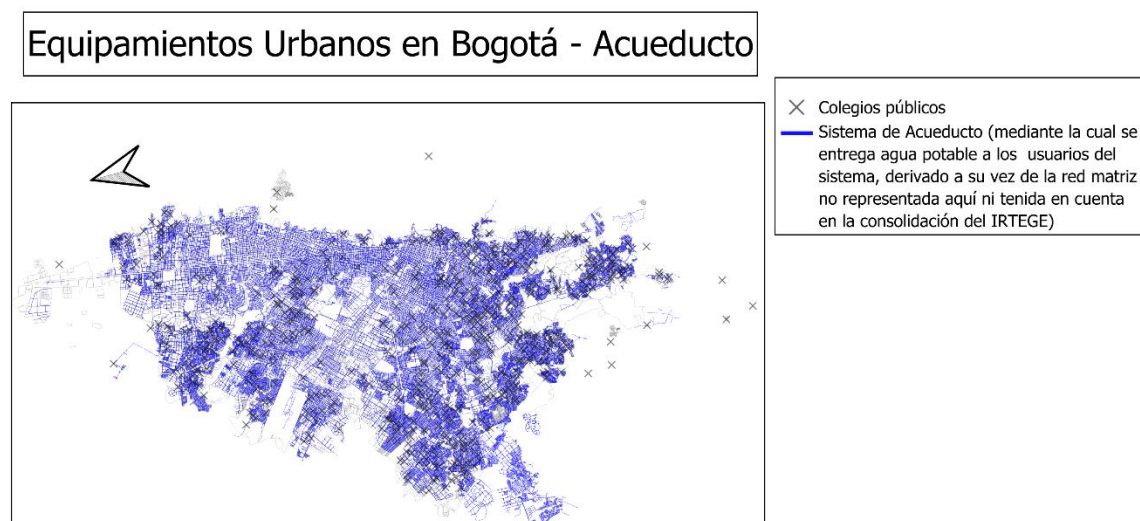 Equipamientos Urbanos en Bogotá - Acueducto
Colegios públicos
Sistema de Acueducto (mediante la cual se
entrega agua potable a los usuarios del
sistema, derivado a su vez de la red matriz
no representada aquí ni tenida en cuenta
en la consolidación del IRTEGE)